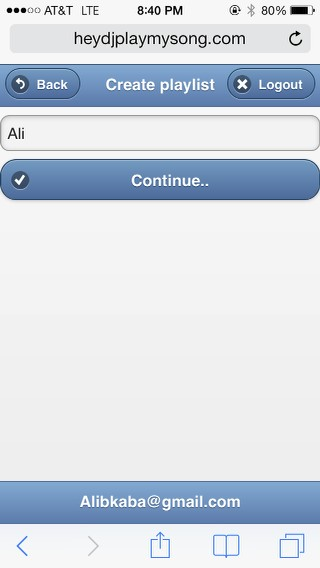 AT&T LTE 8:40 PM 80%
heydjplaymysong.com
Back Create playlist Logout
Ali
Continue..
Alibkaba@gmail.com